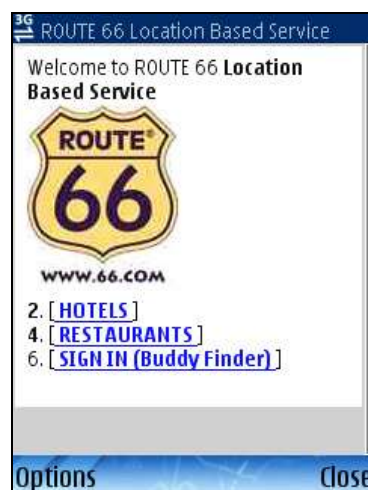 3G
ROUTE 66 Location Based Service
Welcome to ROUTE 66 Location
Based Service
ROUTE®
66
WWW.66.COM
2. [ HOTELS ]
4. [ RESTAURANTS ]
6. [ SIGN IN (Buddy Finder) ]
Options Close